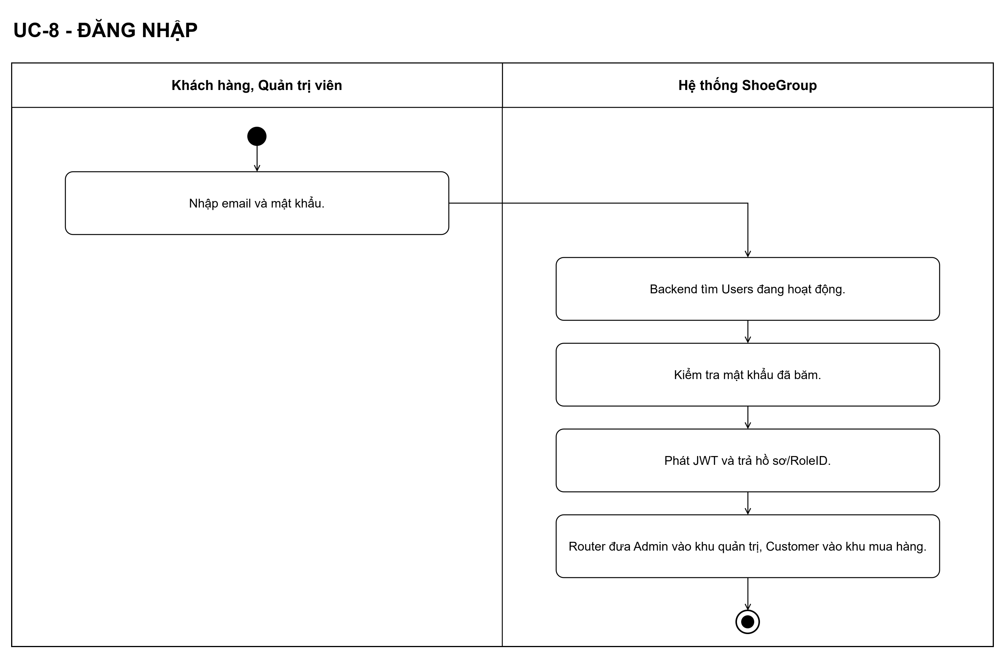 UC-8 - ĐĂNG NHẬP
Khách hàng, Quản trị viên
Hệ thống ShoeGroup
Nhập email và mật khẩu.
Backend tìm Users đang hoạt động.
Kiểm tra mật khẩu đã băm.
Phát JWT và trả hồ sơ/RoleID.
Router đưa Admin vào khu quản trị, Customer vào khu mua hàng.